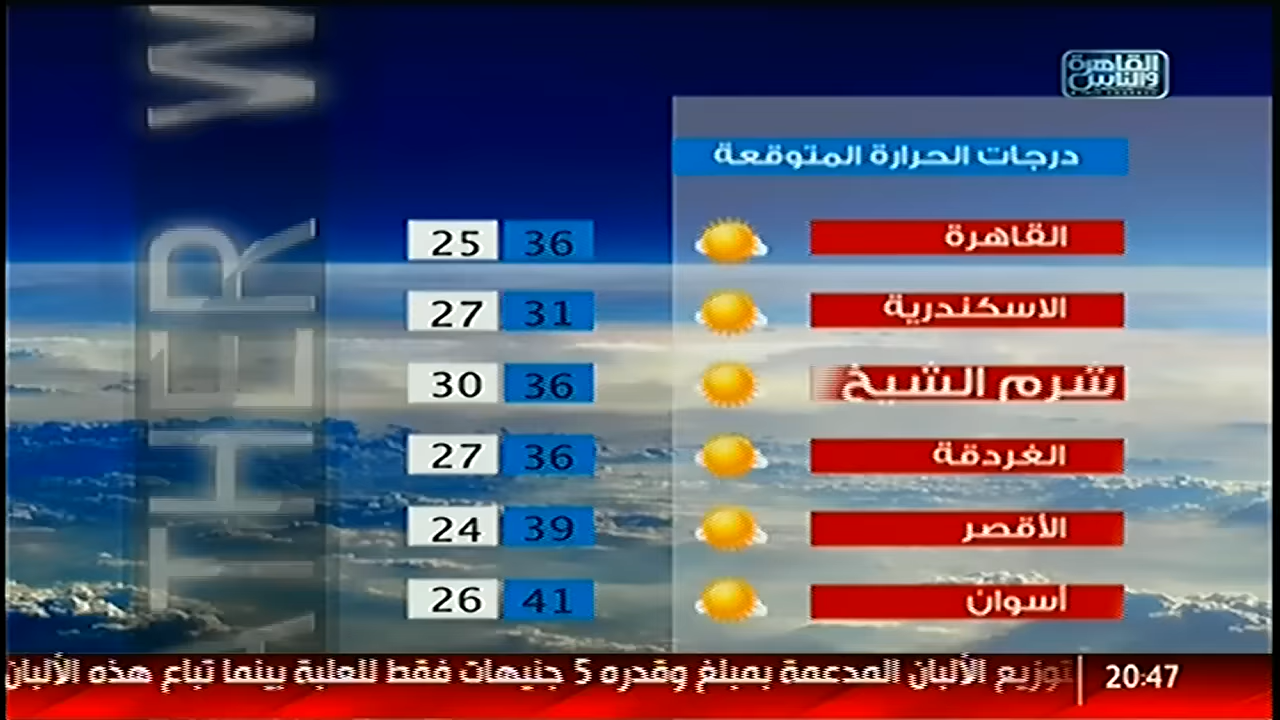 القاهرة
والناس
درجات الحرارة المتوقعة
القاهرة 36 25
الاسكندرية 31 27
شرم الشيخ 36 30
الغردقة 36 27
الأقصر 39 24
أسوان 41 26
THER W
20:47 توزيع الألبان المدعمة بمبلغ وقدره 5 جنيهات فقط للعلبة بينما تباع هذه الألبان